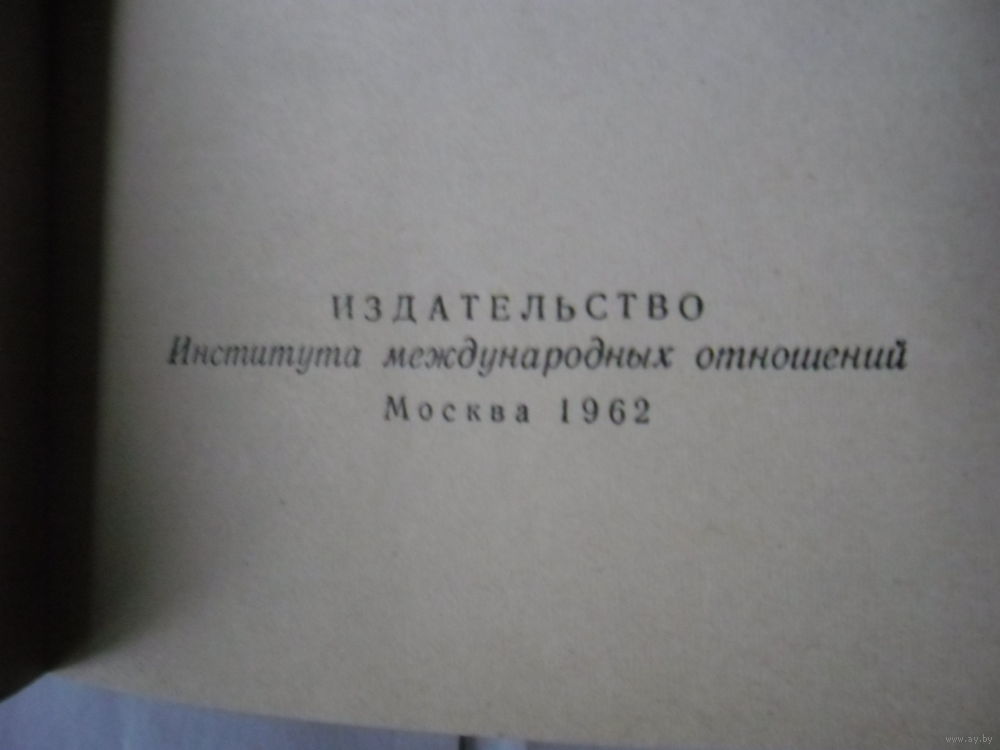 ИЗДАТЕЛЬСТВО
Института международных отношений
Москва 1962
www.ay.by